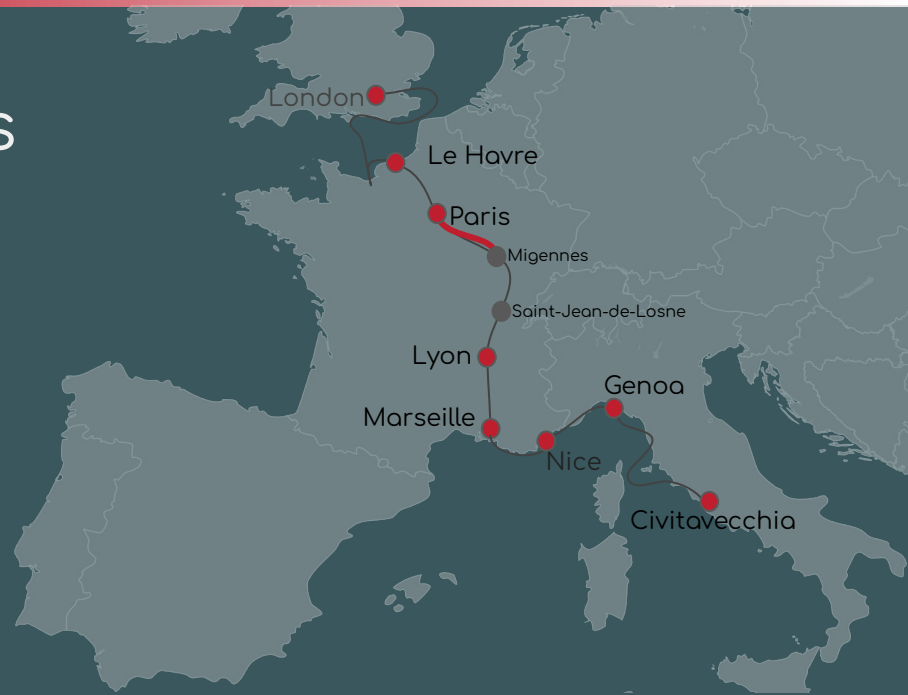 London
s
Le Havre
Paris
Migennes
Saint-Jean-de-Losne
Lyon
Genoa
Marseille
Nice
Civitavecchia